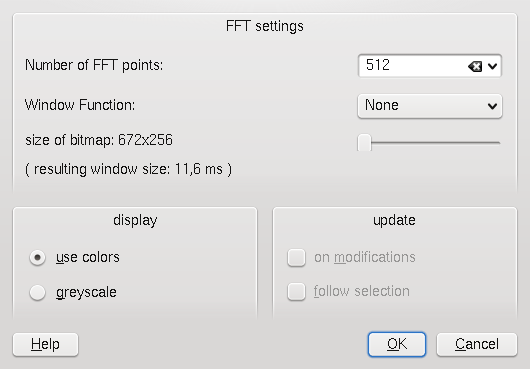 FFT settings
Number of FFT points: 512
Window Function: None
size of bitmap: 672x256
( resulting window size: 11,6 ms )
display
use colors
greyscale
update
on modifications
follow selection
Help OK Cancel